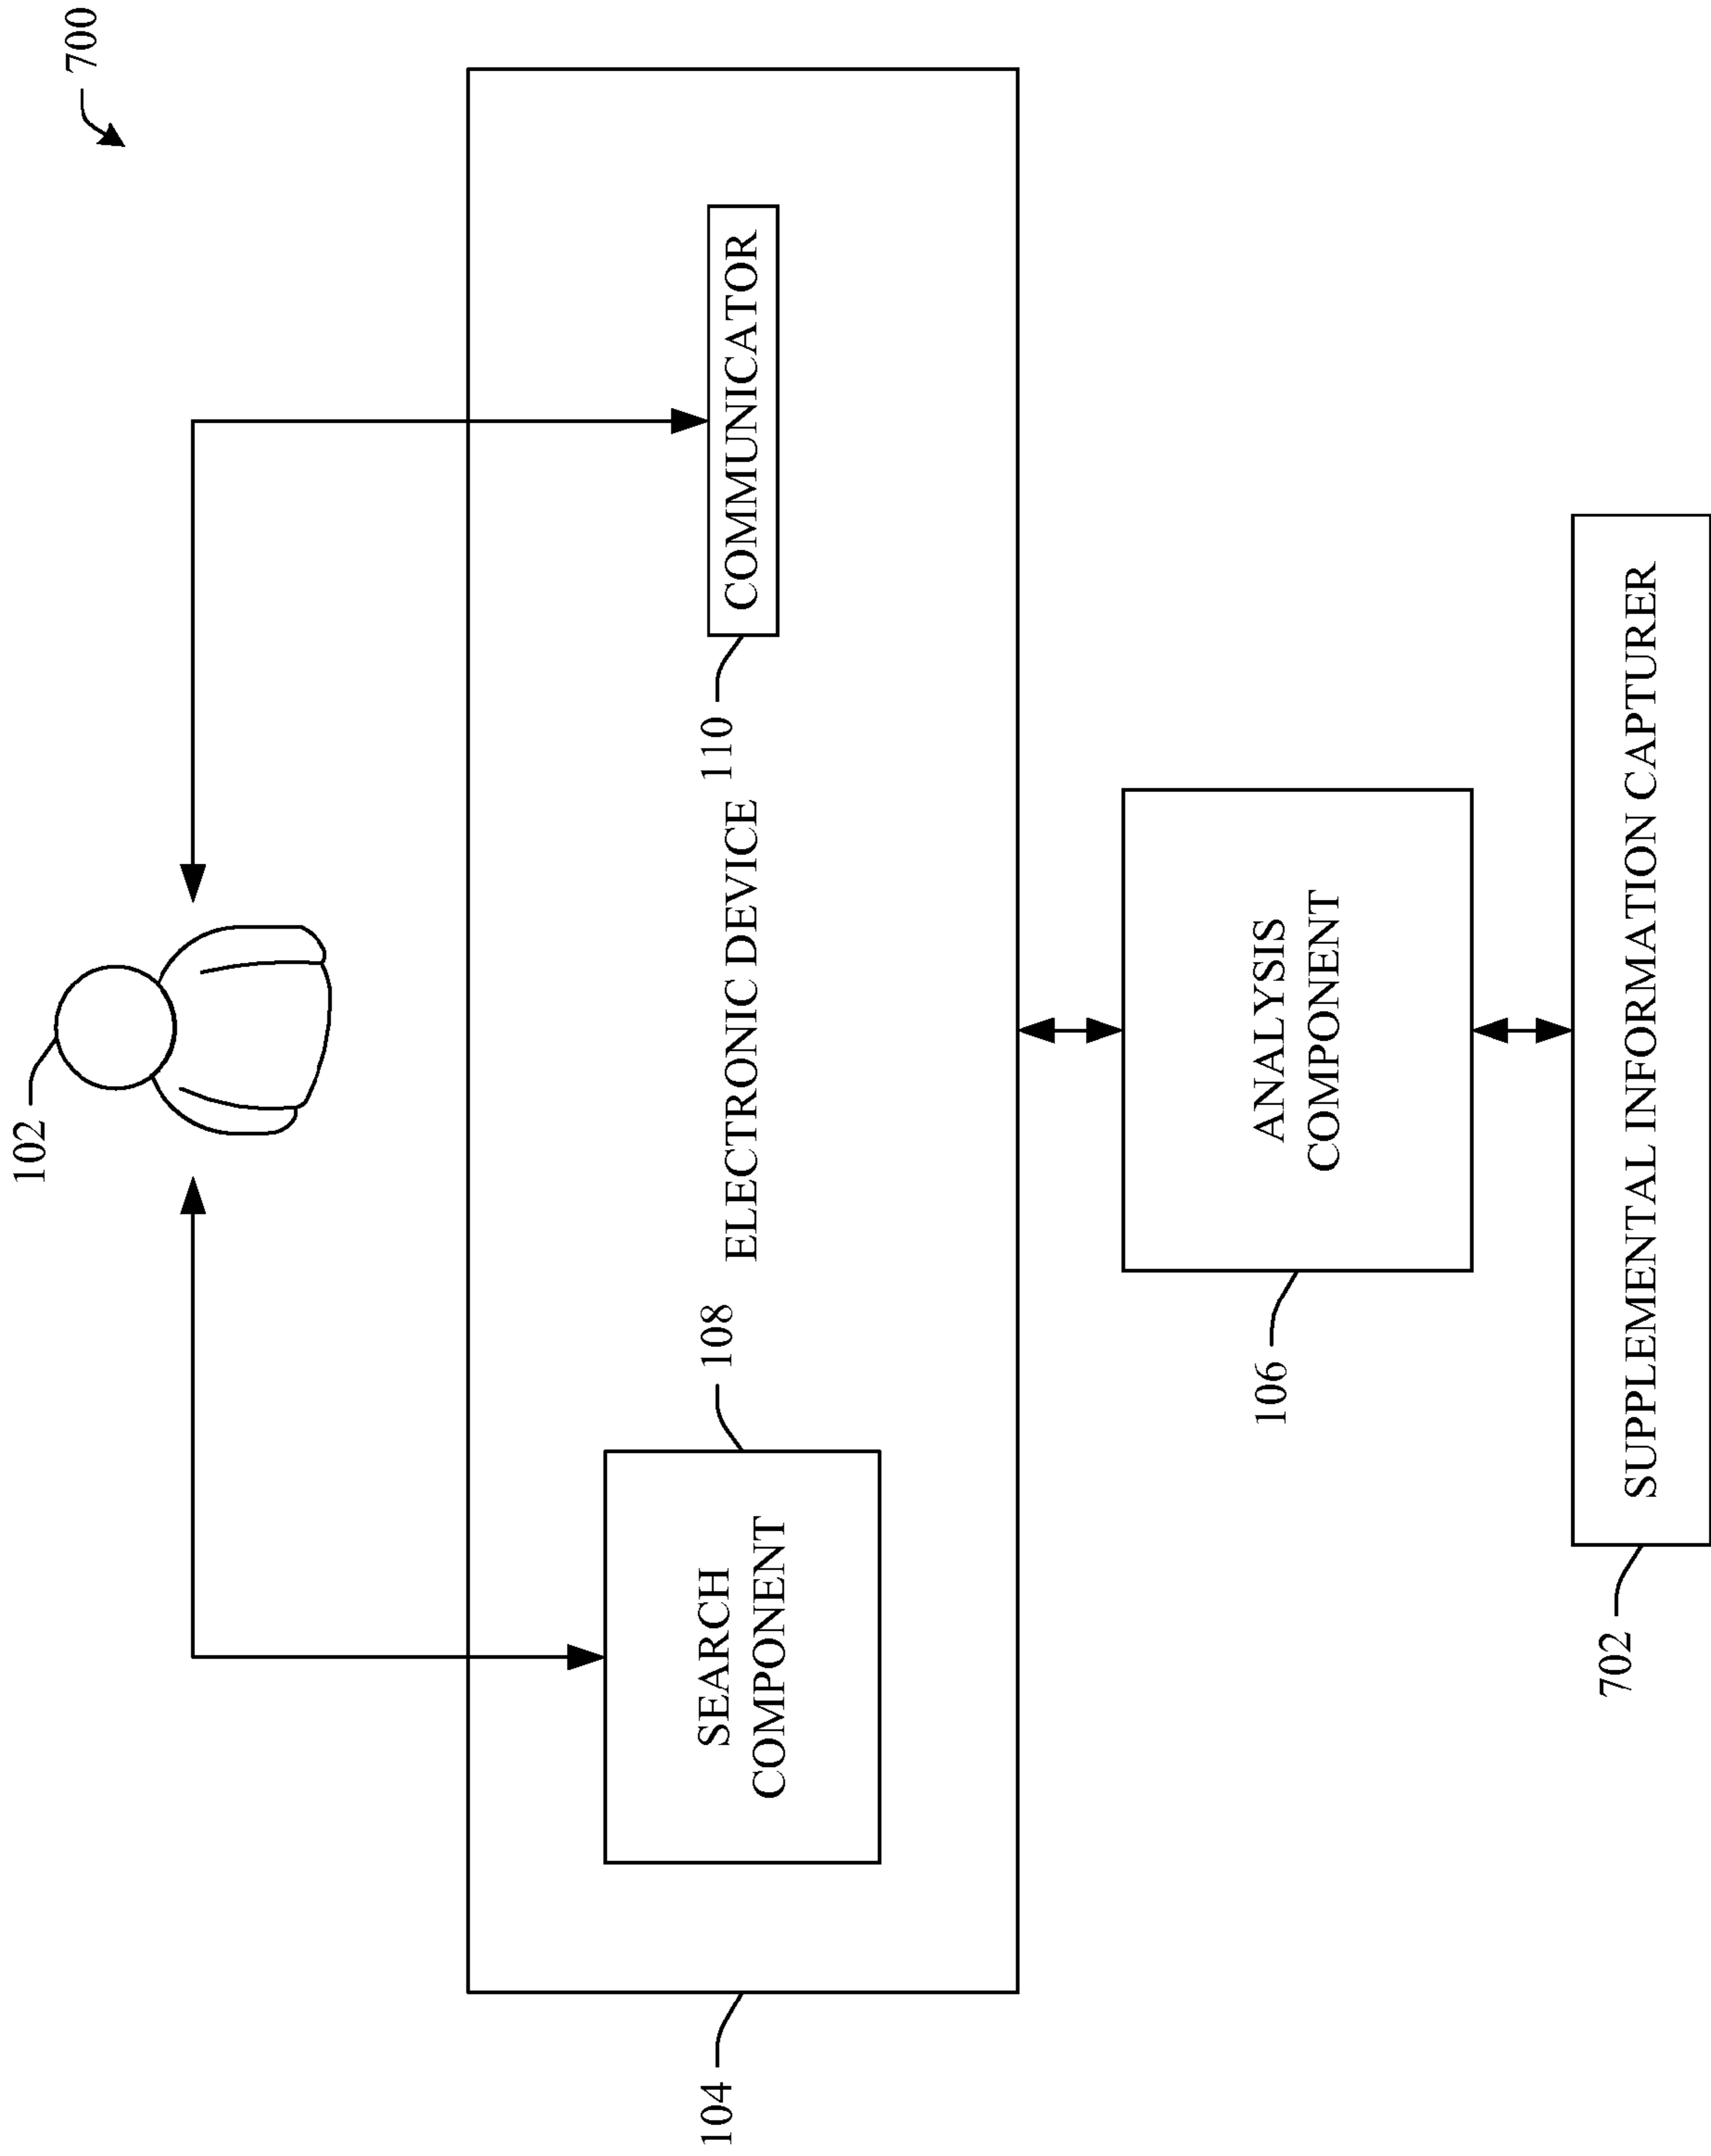 700
102
SEARCH
COMPONENT
108
ELECTRONIC DEVICE
110
COMMUNICATOR
104
ANALYSIS
COMPONENT
106
SUPPLEMENTAL INFORMATION CAPTURER
702